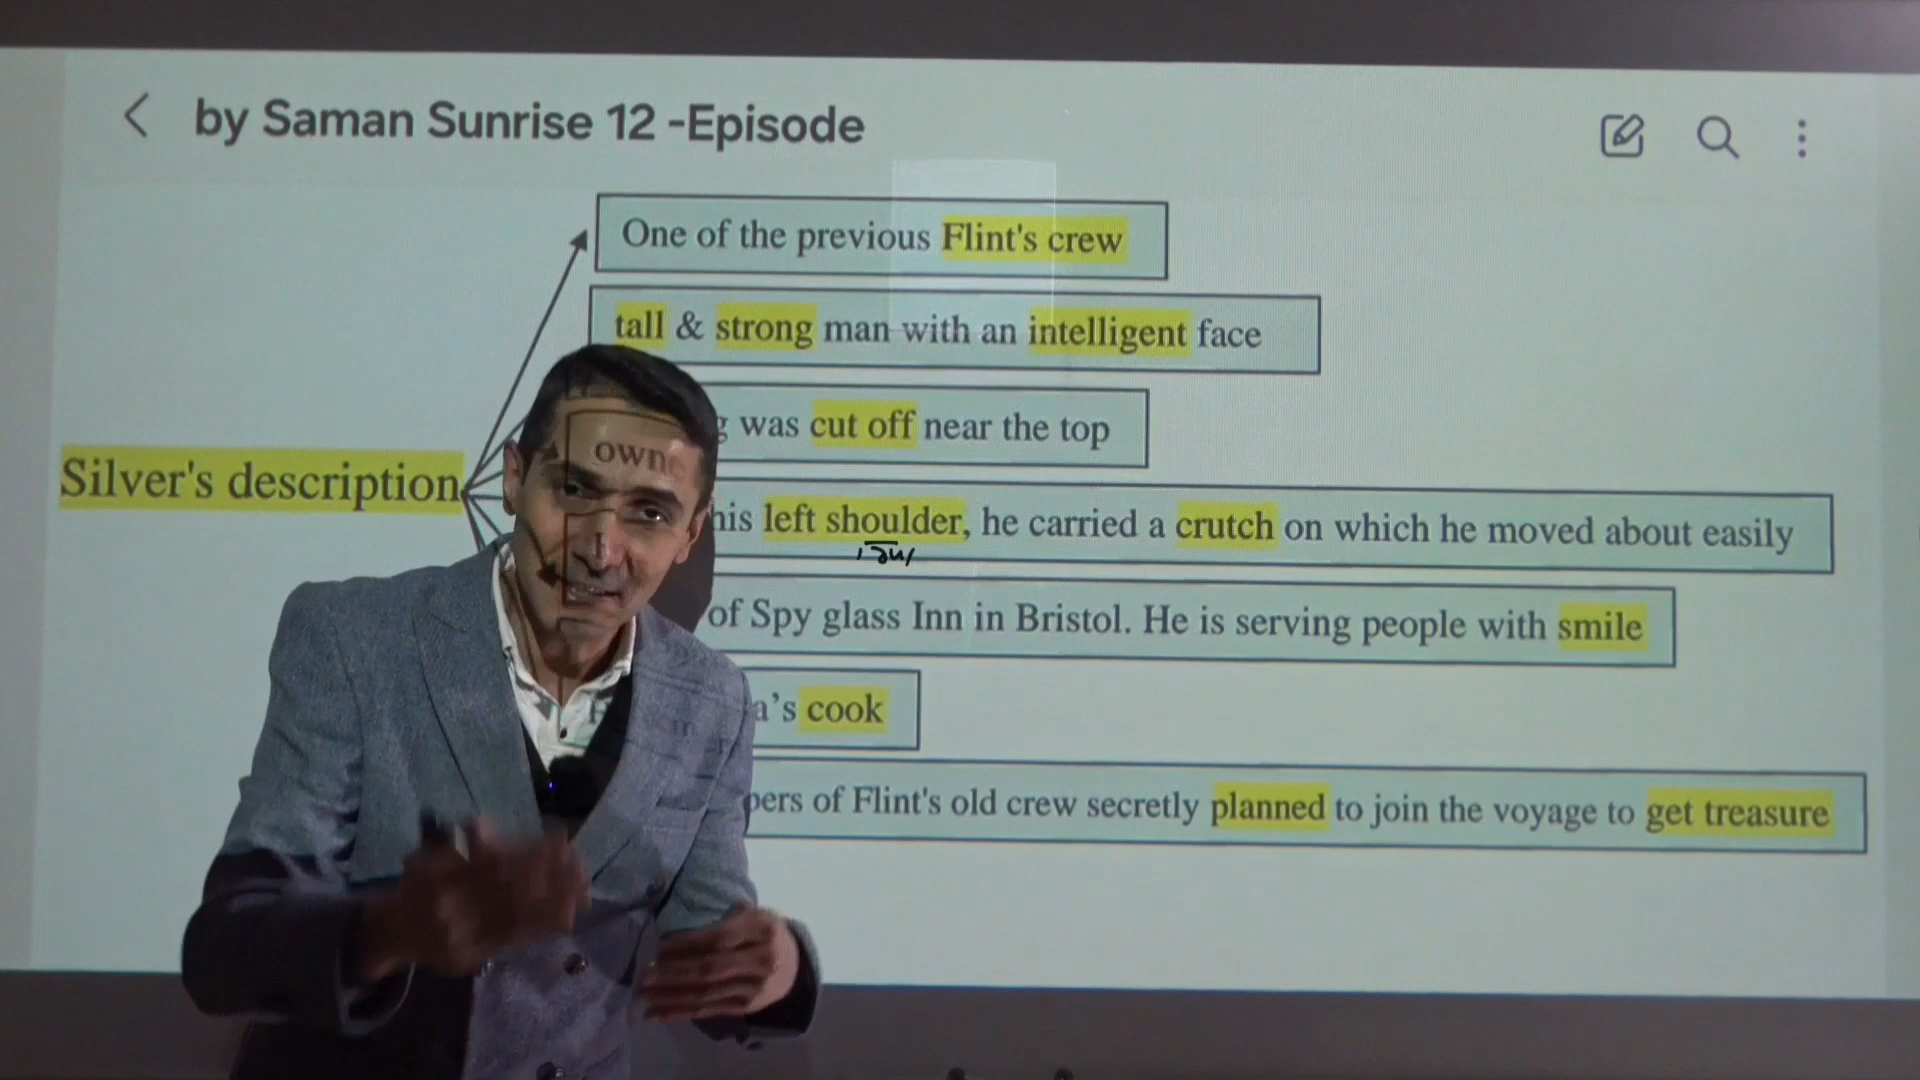 by Saman Sunrise 12 -Episode
One of the previous Flint's crew
tall & strong man with an intelligent face
was cut off near the top
Silver's description
his left shoulder, he carried a crutch on which he moved about easily
of Spy glass Inn in Bristol. He is serving people with smile
a's cook
of Flint's old crew secretly planned to join the voyage to get treasure